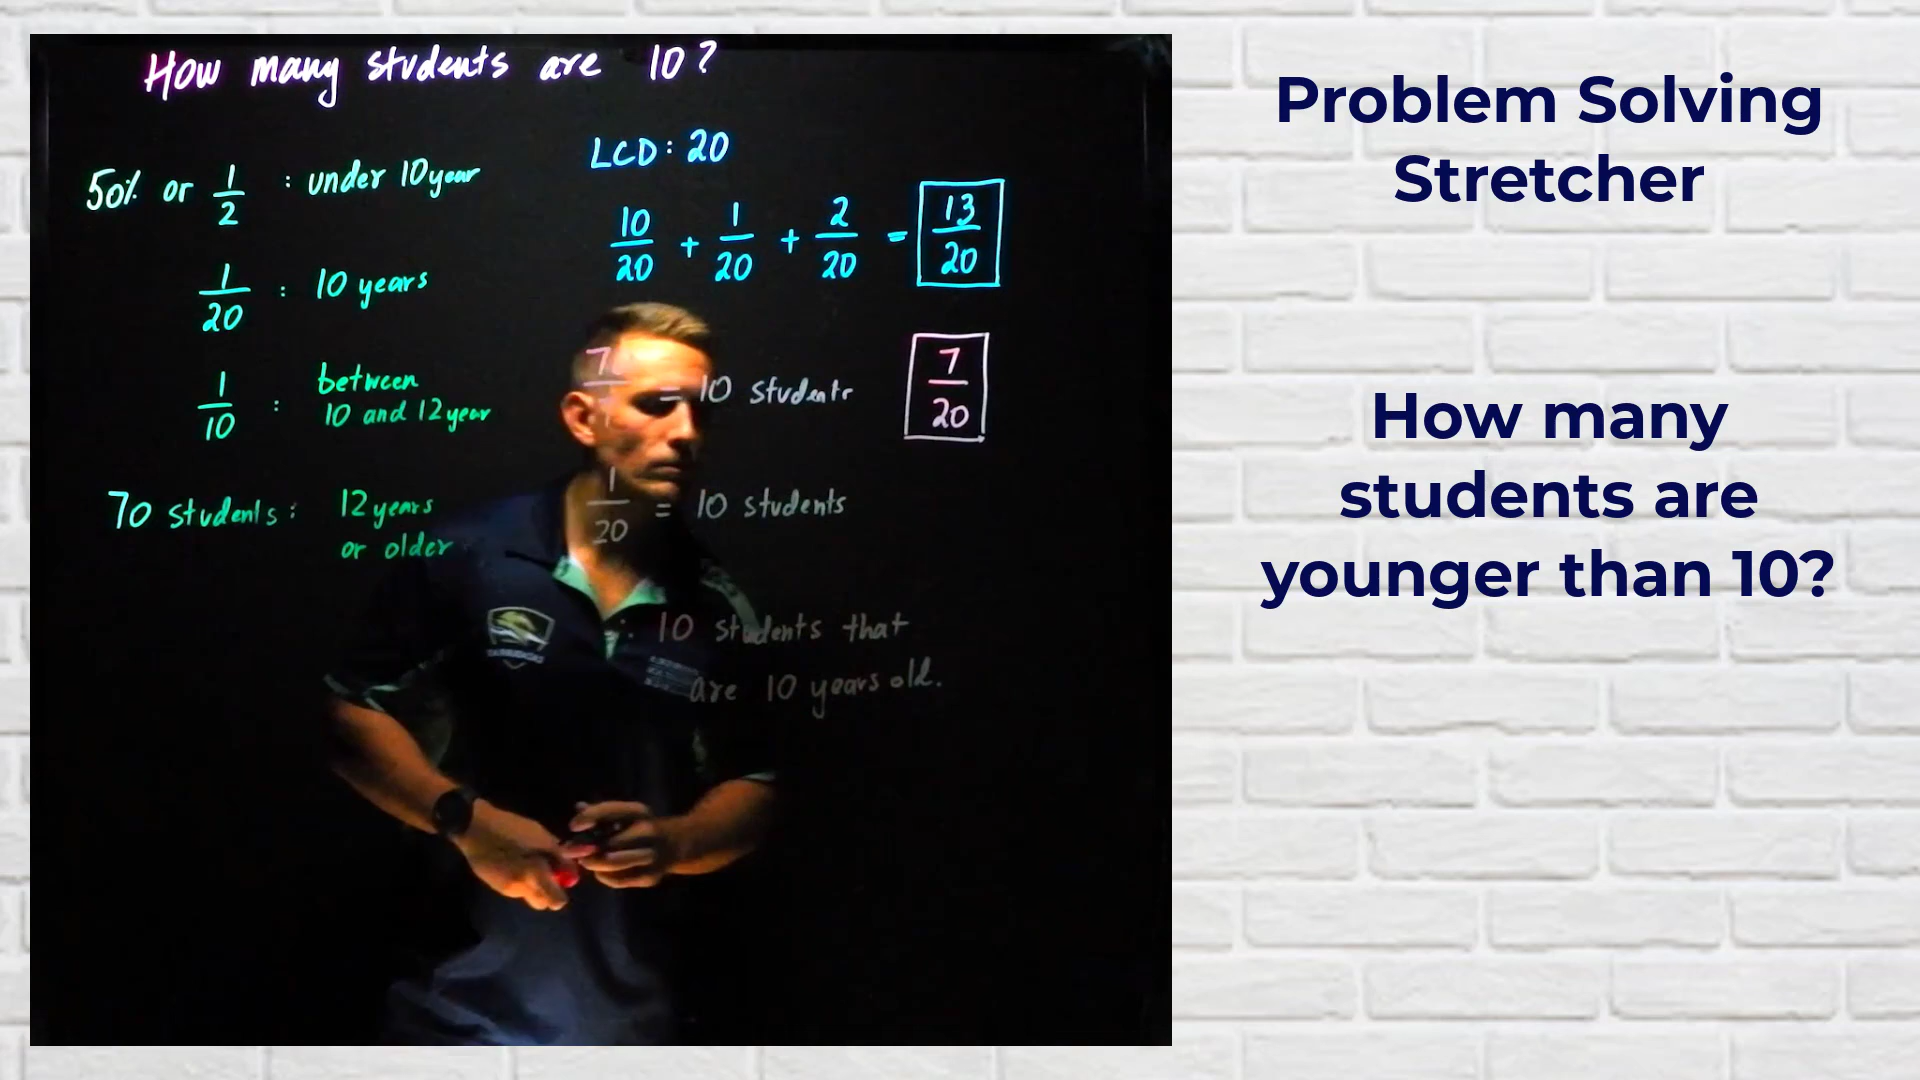 How many students are 10?
50% or 1/2 : under 10 year
1/20 : 10 years
1/10 : between
10 and 12 year
70 students : 12 years
or older
LCD : 20
10/20 + 1/20 + 2/20 = 13/20
7/20
= 10 students
1/20 = 10 students
∴ 10 students that
are 10 years old.
Problem Solving
Stretcher
How many
students are
younger than 10?